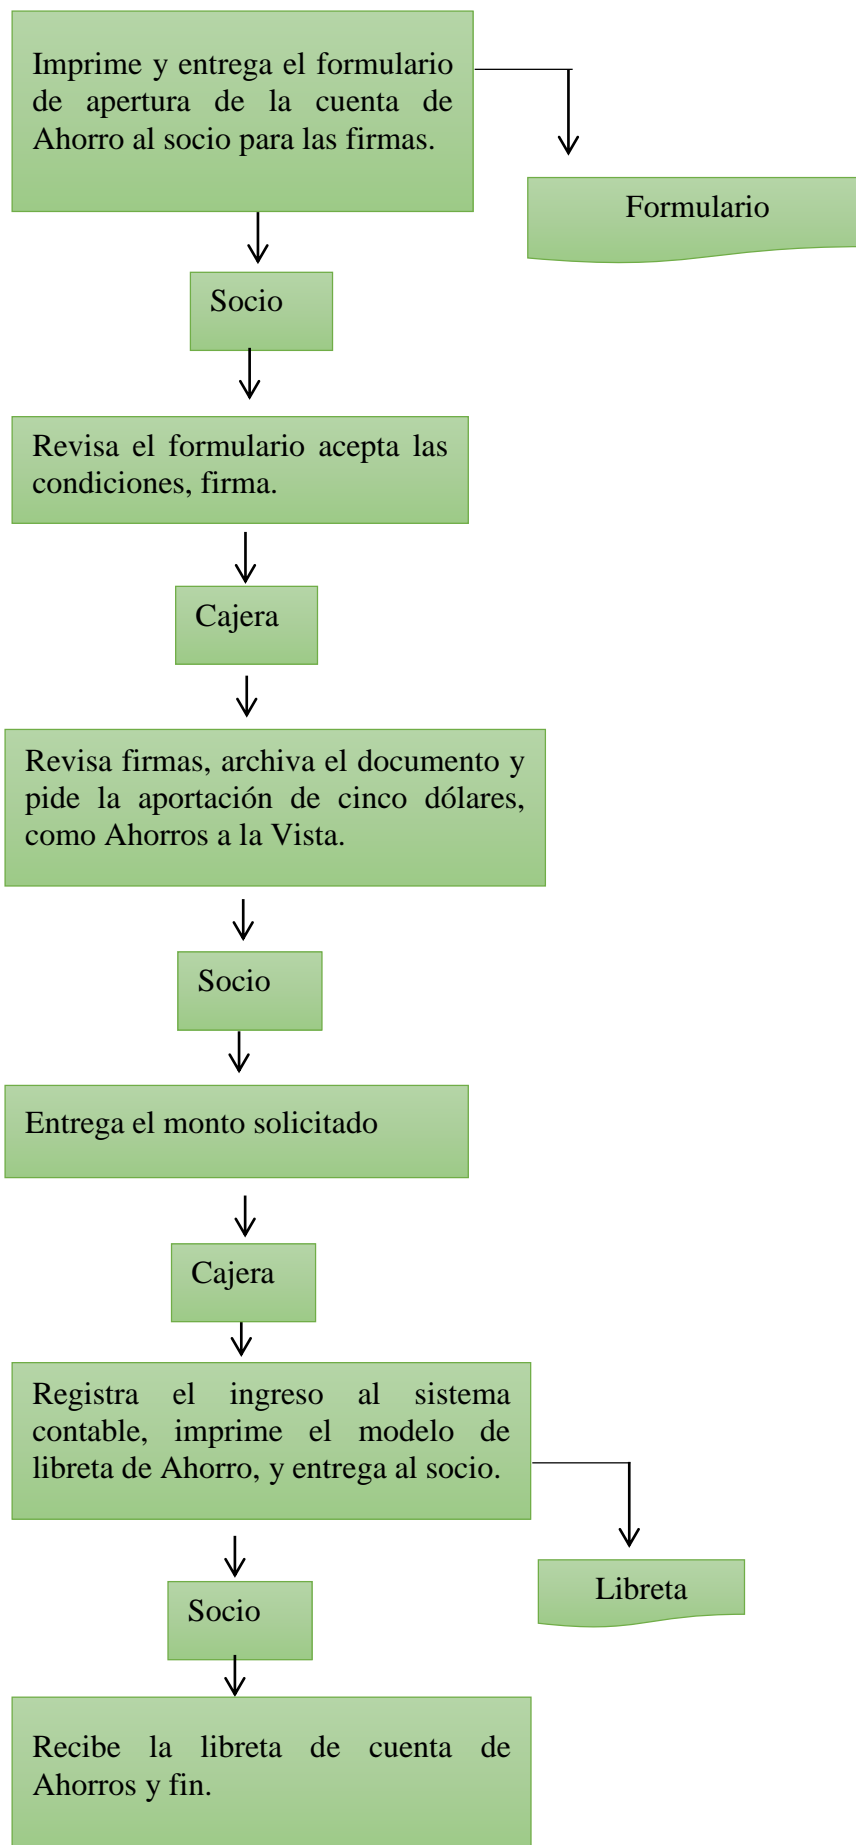 Imprime y entrega el formulario
de apertura de la cuenta de
Ahorro al socio para las firmas.
Formulario
Socio
Revisa el formulario acepta las
condiciones, firma.
Cajera
Revisa firmas, archiva el documento y
pide la aportación de cinco dólares,
como Ahorros a la Vista.
Socio
Entrega el monto solicitado
Cajera
Registra el ingreso al sistema
contable, imprime el modelo de
libreta de Ahorro, y entrega al socio.
Libreta
Socio
Recibe la libreta de cuenta de
Ahorros y fin.